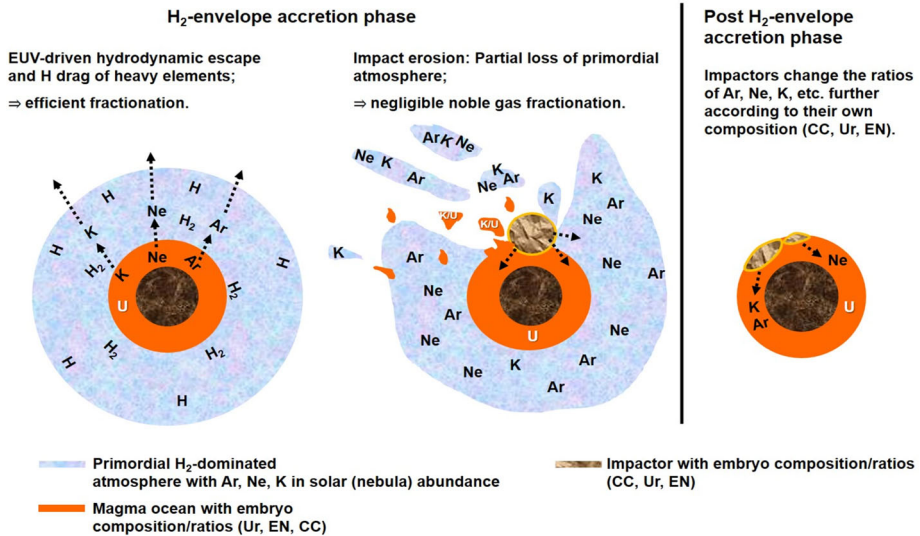 H₂-envelope accretion phase
EUV-driven hydrodynamic escape
and H drag of heavy elements;
⇒ efficient fractionation.
H
H
Ne
H
K
H₂
Ar
H
H₂
K
Ne
Ar
H
U
H₂
H₂
H₂
H
H
Impact erosion: Partial loss of primordial
atmosphere;
⇒ negligible noble gas fractionation.
Ar K Ne
Ne K
Ar
K
Ne Ar
K
K
Ar
Ne
K/U
K/U
K
Ar
Ar
Ne
Ar
Ne
U
Ne
Ne
K
Ar
Ar
Post H₂-envelope
accretion phase
Impactors change the ratios
of Ar, Ne, K, etc. further
according to their own
composition (CC, Ur, EN).
Ne
K
Ar
U
Primordial H₂-dominated
atmosphere with Ar, Ne, K in solar (nebula) abundance
Magma ocean with embryo
composition/ratios (Ur, EN, CC)
Impactor with embryo composition/ratios
(CC, Ur, EN)